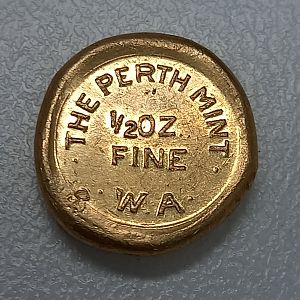 · THE PERTH MINT ·
½OZ
FINE
· W.A ·